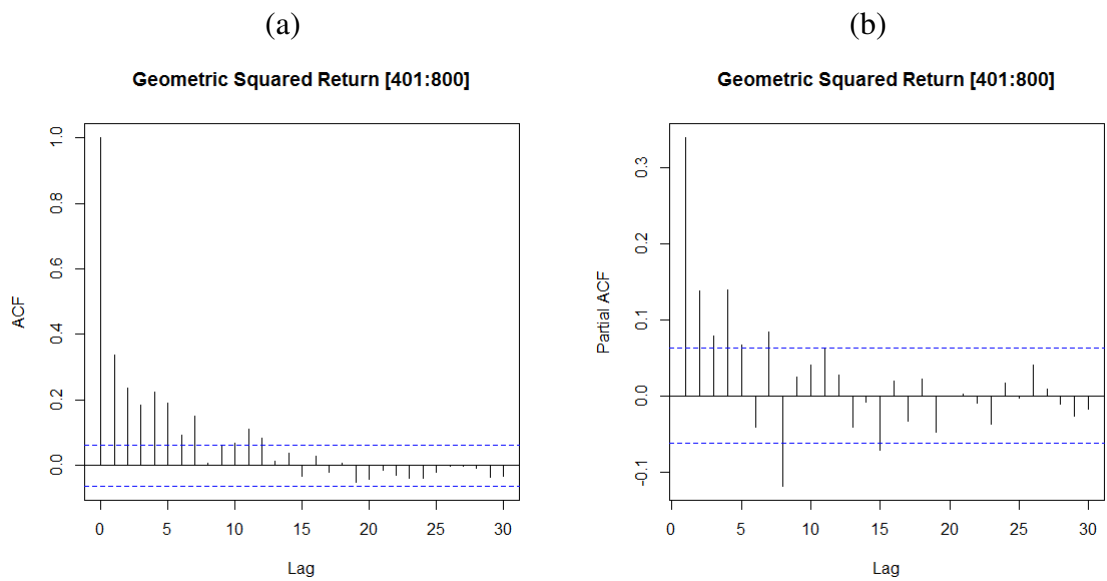 (a)
Geometric Squared Return [401:800]
ACF
1.0
0.8
0.6
0.4
0.2
0.0
0 5 10 15 20 25 30
Lag
(b)
Geometric Squared Return [401:800]
Partial ACF
0.3
0.2
0.1
0.0
-0.1
0 5 10 15 20 25 30
Lag